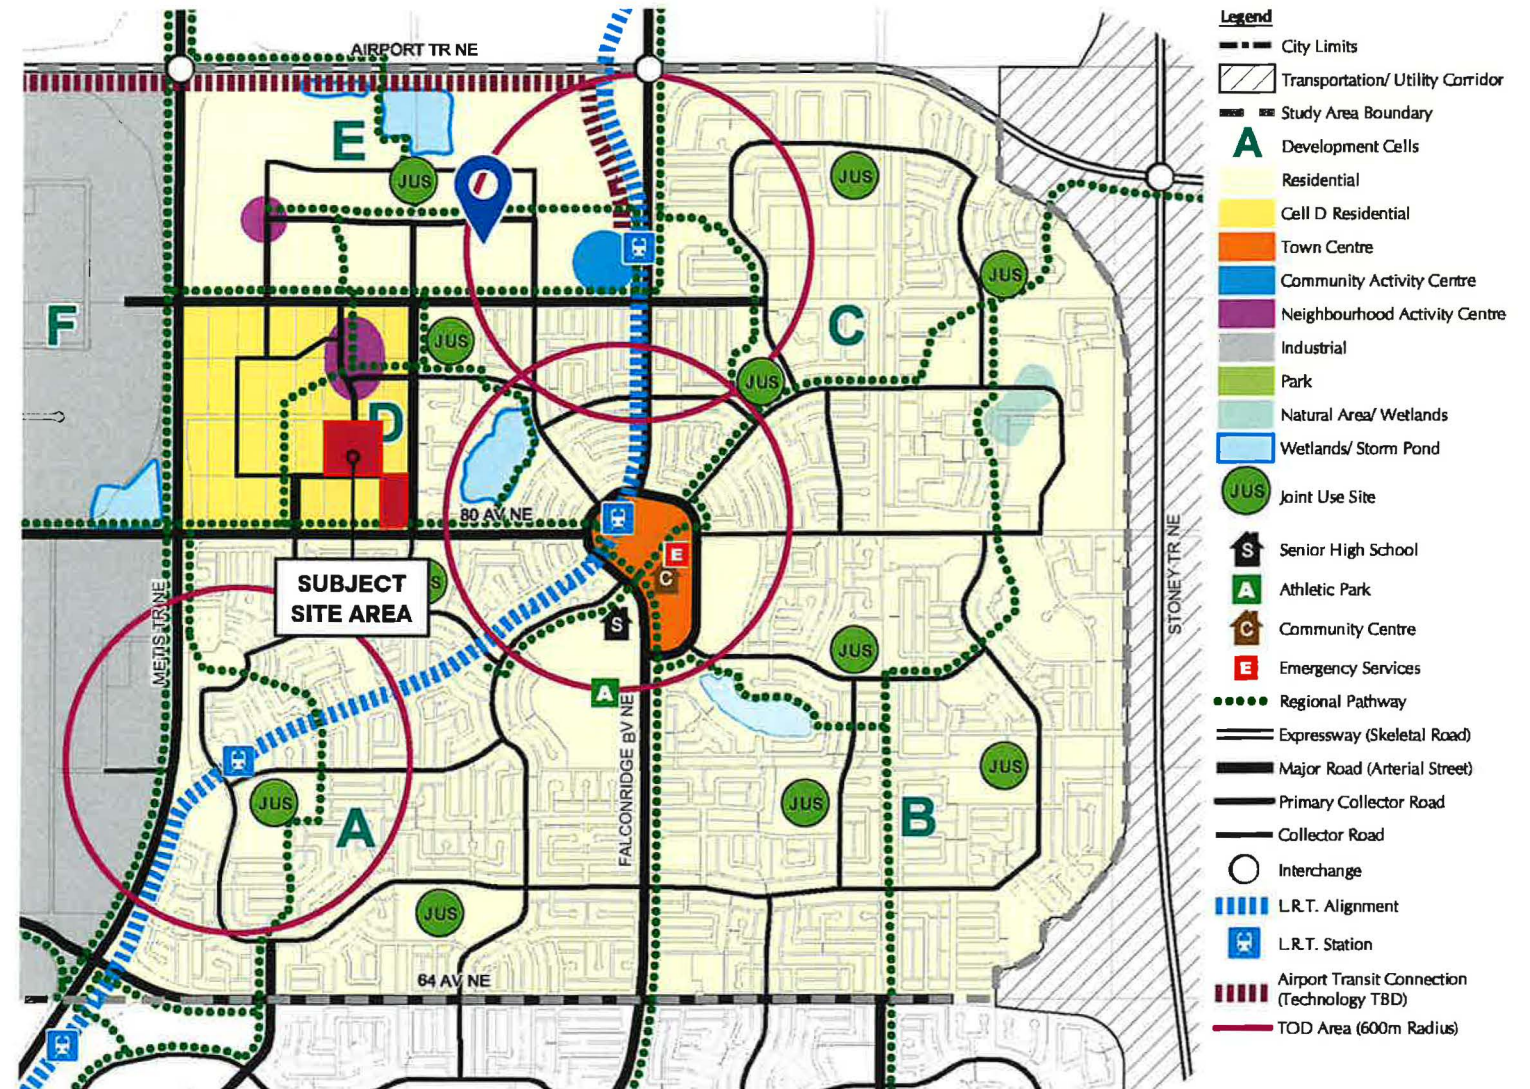 AIRPORT TR NE
E
JUS
JUS
F
C
JUS
JUS
JUS
D
80 AV NE
E
C
S
SUBJECT
SITE AREA
S
METIS TR NE
STONEY TR NE
JUS
A
FALCONRIDGE BV NE
JUS
JUS
JUS
A
B
JUS
64 AV NE
Legend
City Limits
Transportation/ Utility Corridor
Study Area Boundary
A Development Cells
Residential
Cell D Residential
Town Centre
Community Activity Centre
Neighbourhood Activity Centre
Industrial
Park
Natural Area/ Wetlands
Wetlands/ Storm Pond
JUS Joint Use Site
S Senior High School
A Athletic Park
C Community Centre
E Emergency Services
Regional Pathway
Expressway (Skeletal Road)
Major Road (Arterial Street)
Primary Collector Road
Collector Road
Interchange
L.R.T. Alignment
L.R.T. Station
Airport Transit Connection
(Technology TBD)
TOD Area (600m Radius)